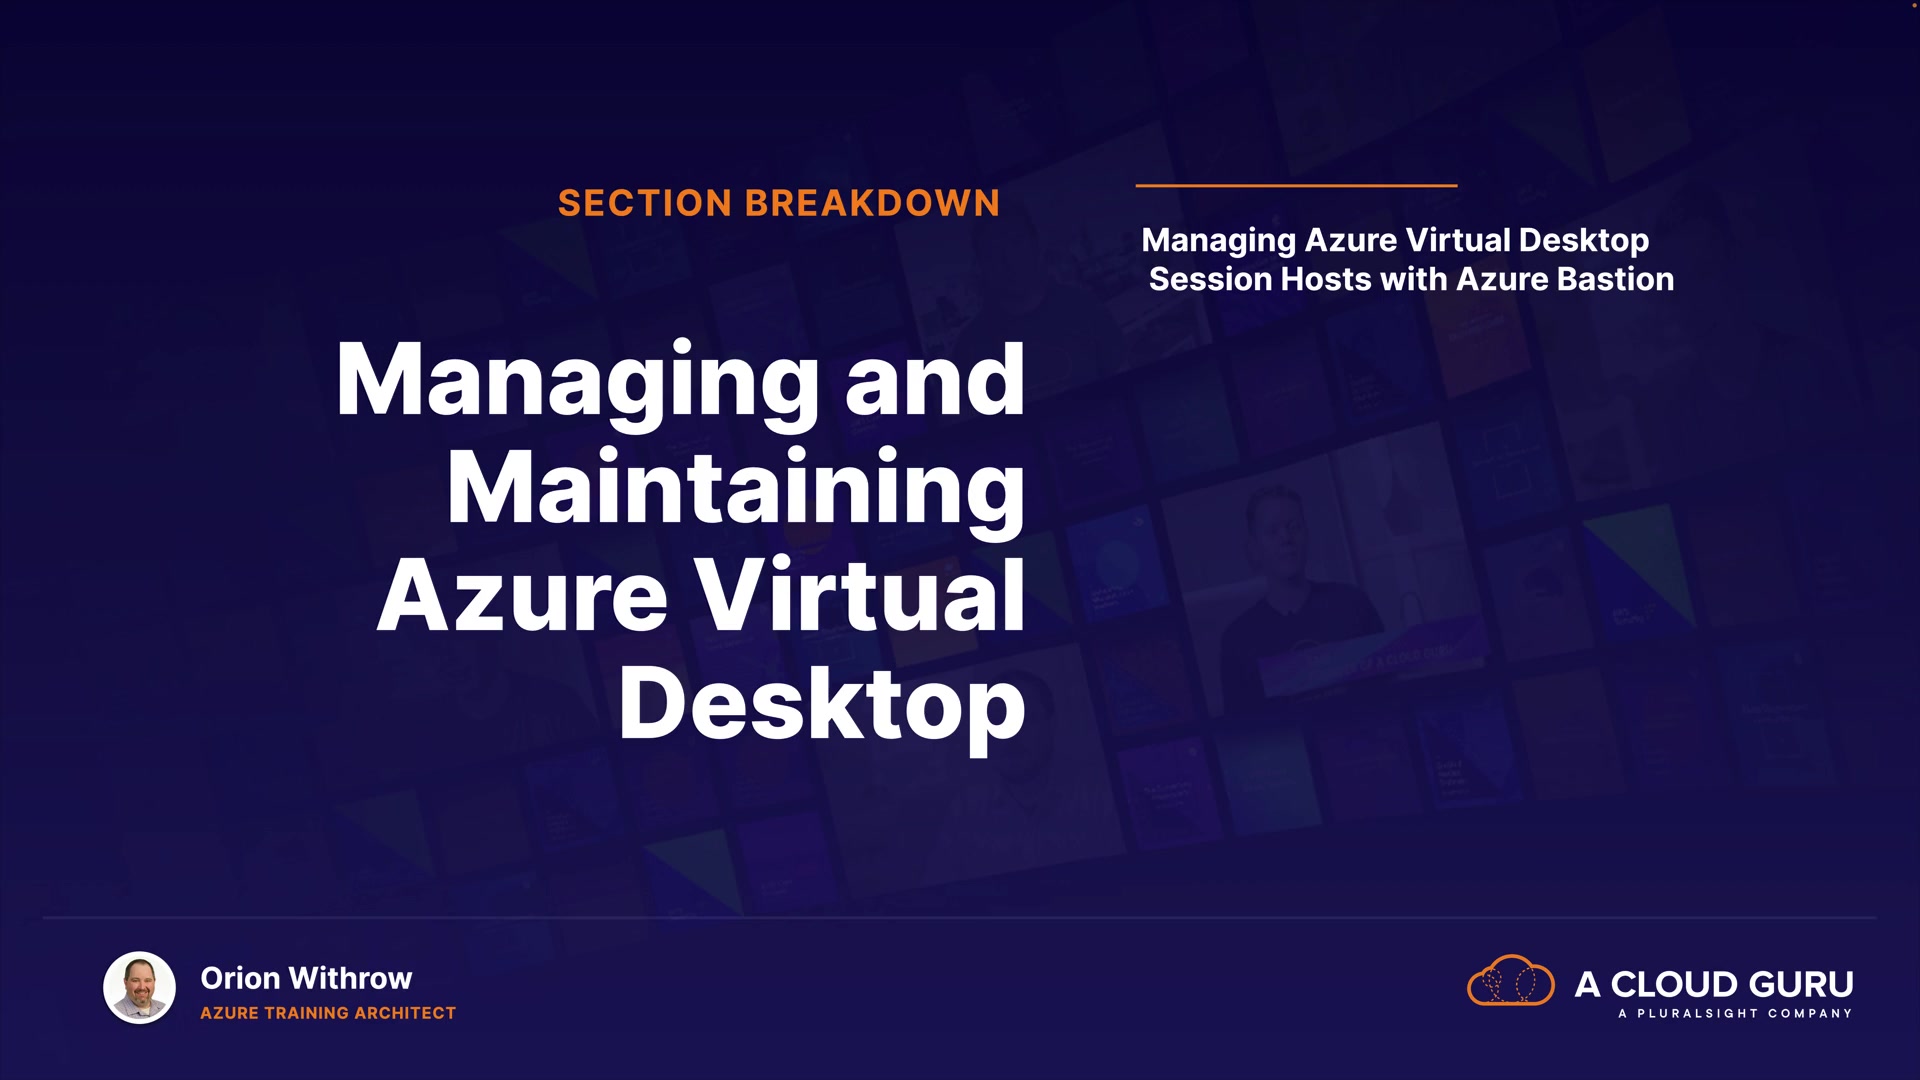 SECTION BREAKDOWN
Managing and
Maintaining
Azure Virtual
Desktop
Managing Azure Virtual Desktop
Session Hosts with Azure Bastion
Orion Withrow
AZURE TRAINING ARCHITECT
A CLOUD GURU
A PLURALSIGHT COMPANY